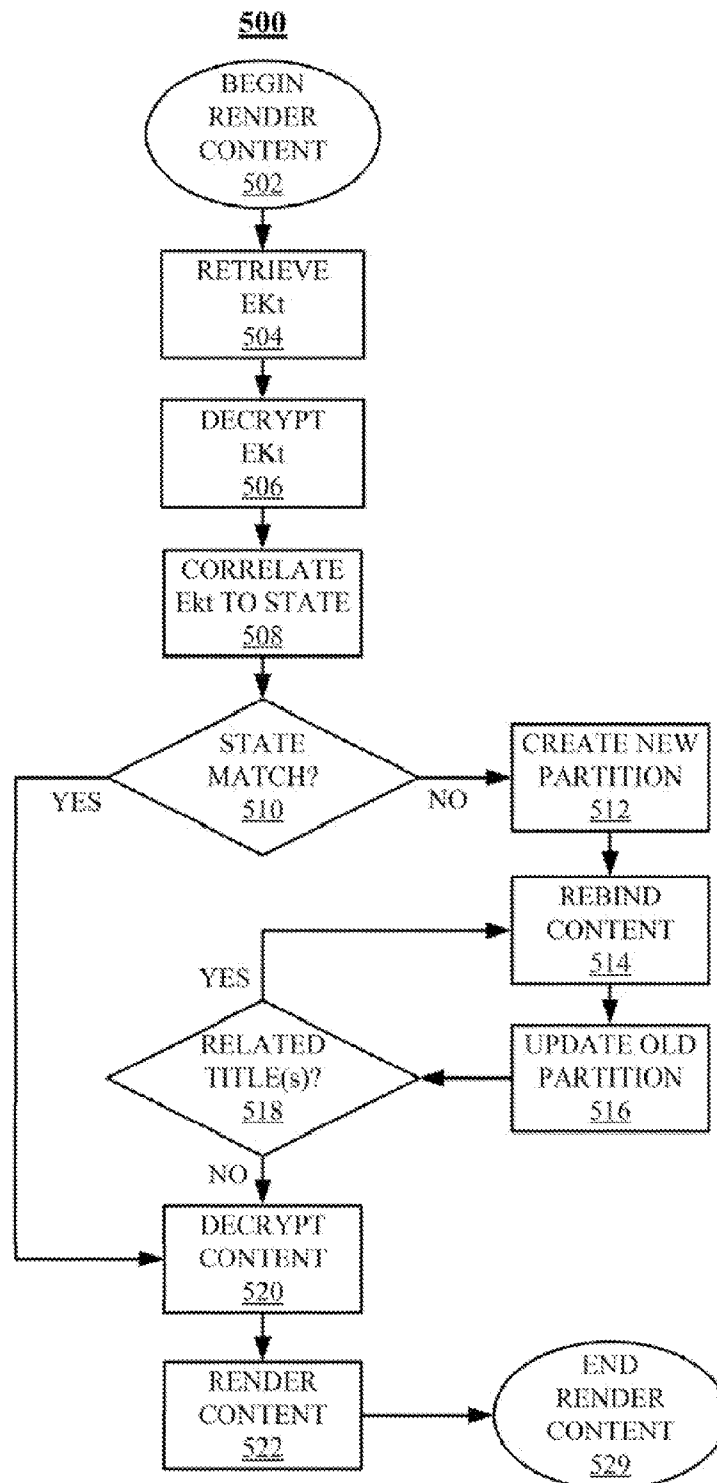 500
BEGIN
RENDER
CONTENT
502
RETRIEVE
EKt
504
DECRYPT
EKt
506
CORRELATE
Ekt TO STATE
508
STATE
MATCH?
510
YES
NO
CREATE NEW
PARTITION
512
REBIND
CONTENT
514
YES
RELATED
TITLE(s)?
518
UPDATE OLD
PARTITION
516
NO
DECRYPT
CONTENT
520
RENDER
CONTENT
522
END
RENDER
CONTENT
529